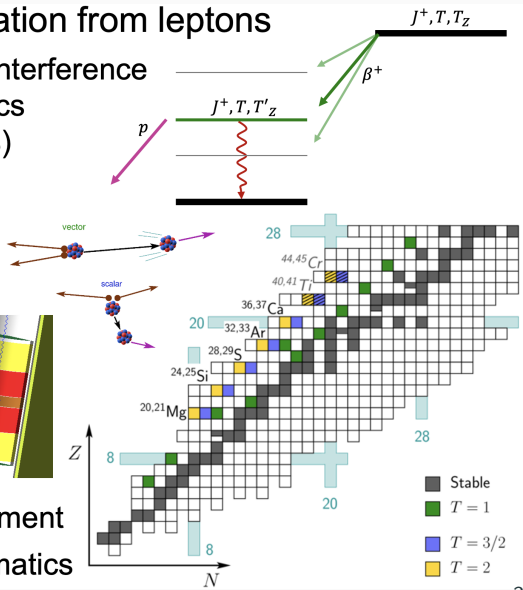 ation from leptons
nterference
cs
)
J⁺,T,T_Z
β⁺
J⁺,T,T'_Z
p
vector
scalar
28
44,45Cr
40,41Ti
36,37Ca
20
32,33Ar
28,29S
24,25Si
20,21Mg
28
Z
8
20
8
N
Stable
T = 1
T = 3/2
T = 2
ment
matics